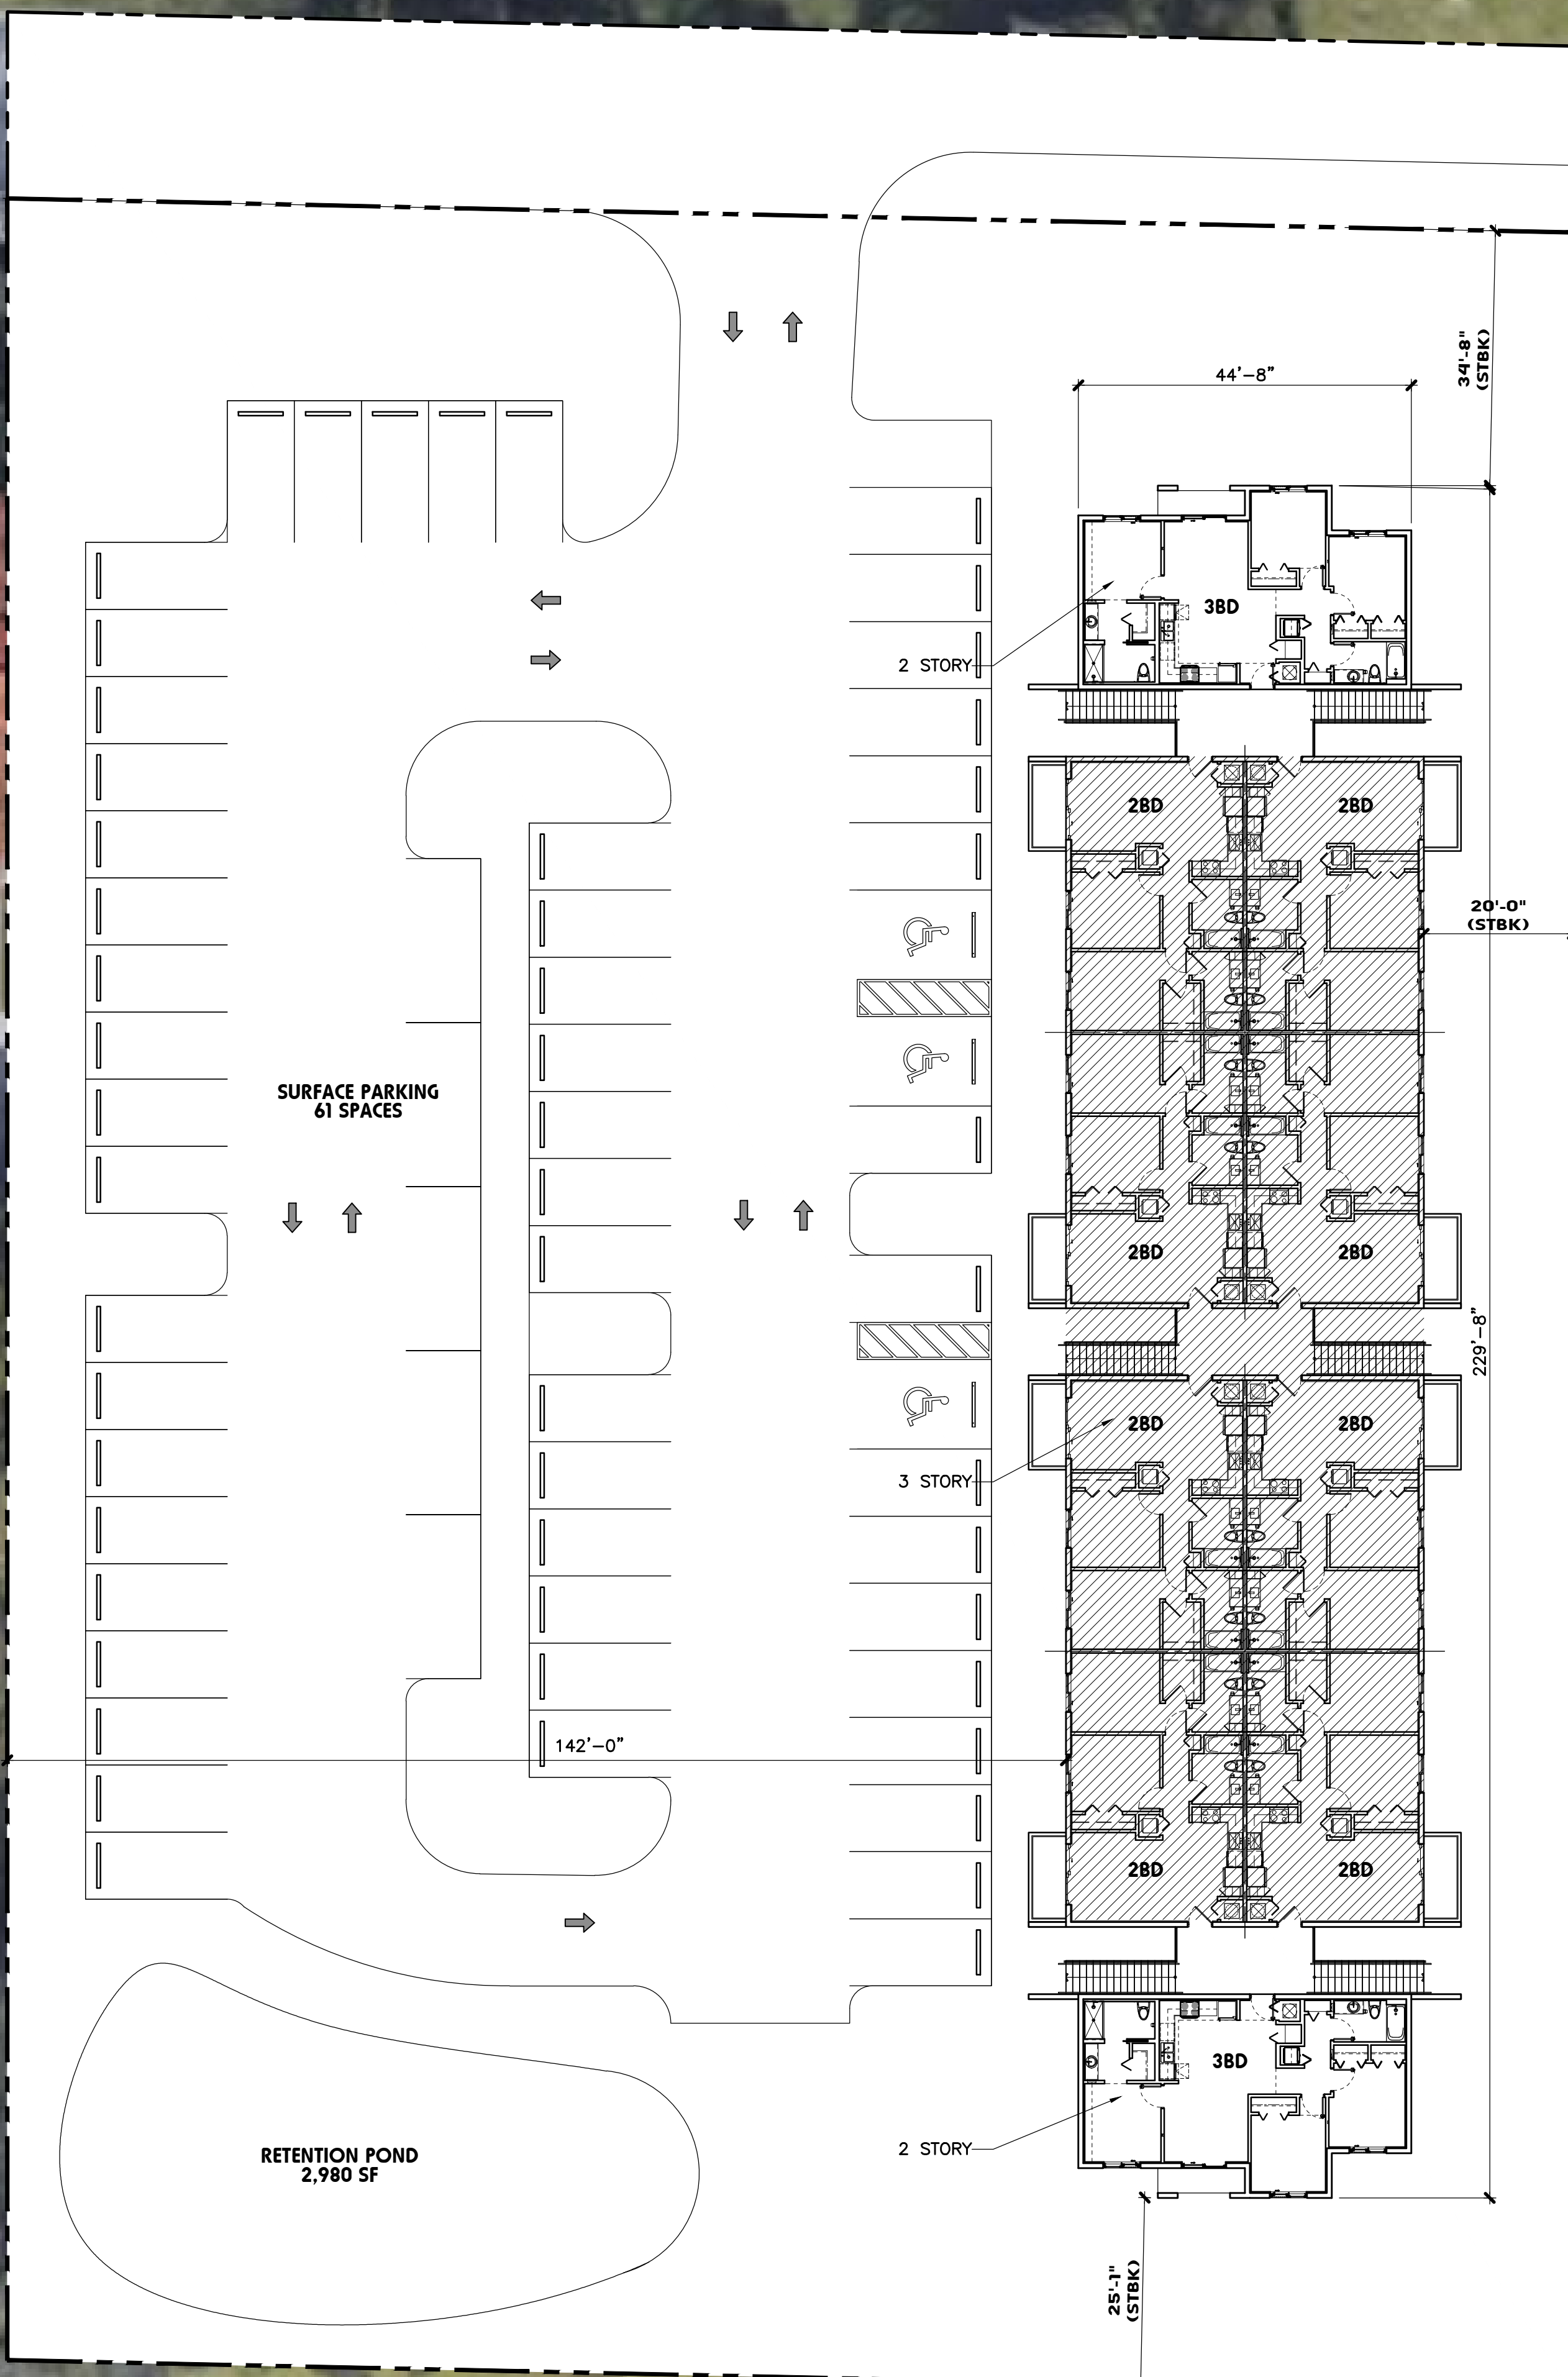 34'-8"
(STBK)
44'-8"
3BD
2 STORY
2BD
2BD
20'-0"
(STBK)
SURFACE PARKING
61 SPACES
2BD
2BD
229'-8"
2BD
2BD
3 STORY
142'-0"
2BD
2BD
3BD
2 STORY
RETENTION POND
2,980 SF
25'-1"
(STBK)